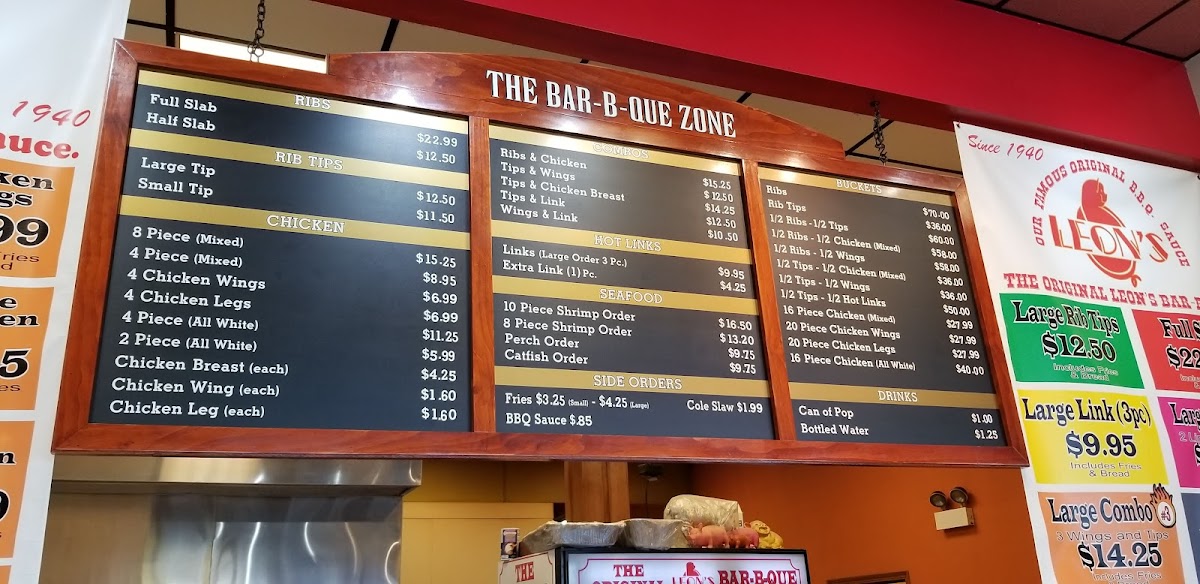 THE BAR-B-QUE ZONE
RIBS
Full Slab $22.99
Half Slab $12.50
RIB TIPS
Large Tip $12.50
Small Tip $11.50
CHICKEN
8 Piece (Mixed) $15.25
4 Piece (Mixed) $8.95
4 Chicken Wings $6.99
4 Chicken Legs $6.99
4 Piece (All White) $11.25
2 Piece (All White) $5.99
Chicken Breast (each) $4.25
Chicken Wing (each) $1.60
Chicken Leg (each) $1.60
COMBOS
Ribs & Chicken $15.25
Tips & Wings $12.50
Tips & Chicken Breast $14.25
Tips & Link $12.50
Wings & Link $10.50
HOT LINKS
Links (Large Order 3 Pc.) $9.95
Extra Link (1) Pc. $4.25
SEAFOOD
10 Piece Shrimp Order $16.50
8 Piece Shrimp Order $13.20
Perch Order $9.75
Catfish Order $9.75
SIDE ORDERS
Fries $3.25 (Small) - $4.25 (Large) Cole Slaw $1.99
BBQ Sauce $.85
BUCKETS
Ribs $70.00
Rib Tips $36.00
1/2 Ribs -1/2 Tips $60.00
1/2 Ribs - 1/2 Chicken (Mixed) $58.00
1/2 Ribs - 1/2 Wings $58.00
1/2 Tips - 1/2 Chicken (Mixed) $36.00
1/2 Tips - 1/2 Wings $36.00
1/2 Tips - 1/2 Hot Links $50.00
16 Piece Chicken (Mixed) $27.99
20 Piece Chicken Wings $27.99
20 Piece Chicken Legs $27.99
16 Piece Chicken (All White) $40.00
DRINKS
Can of Pop $1.00
Bottled Water $1.25
1940
Since 1940
OUR FAMOUS ORIGINAL B.B.Q. SAUCE
LEON'S
THE ORIGINAL LEON'S BAR-
Large Rib Tips
$12.50
Includes Fries
& Bread
Large Link (3pc)
$9.95
Includes Fries
& Bread
Large Combo #3
3 Wings and Tips
$14.25
Includes Fries
THE
THE
ORIGINAL LEON'S BAR-B-QUE